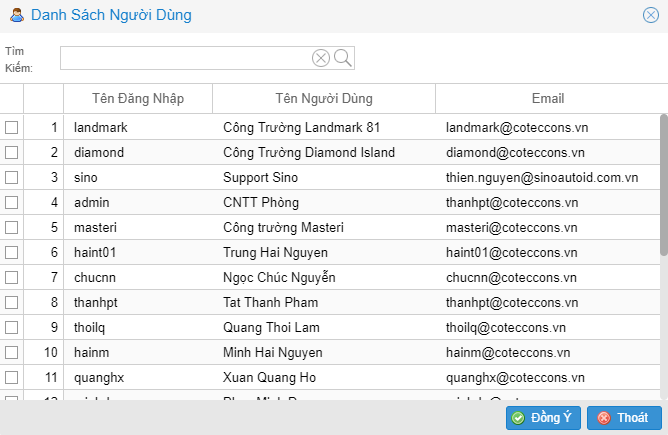 Danh Sách Người Dùng
Tìm
Kiếm:
Tên Đăng Nhập Tên Người Dùng Email
1 landmark Công Trường Landmark 81 landmark@coteccons.vn
2 diamond Công Trường Diamond Island diamond@coteccons.vn
3 sino Support Sino thien.nguyen@sinoautoid.com.vn
4 admin CNTT Phòng thanhpt@coteccons.vn
5 masteri Công trường Masteri masteri@coteccons.vn
6 haint01 Trung Hai Nguyen haint01@coteccons.vn
7 chucnn Ngọc Chúc Nguyễn chucnn@coteccons.vn
8 thanhpt Tat Thanh Pham thanhpt@coteccons.vn
9 thoilq Quang Thoi Lam thoilq@coteccons.vn
10 hainm Minh Hai Nguyen hainm@coteccons.vn
11 quanghx Xuan Quang Ho quanghx@coteccons.vn
Đồng Ý Thoát